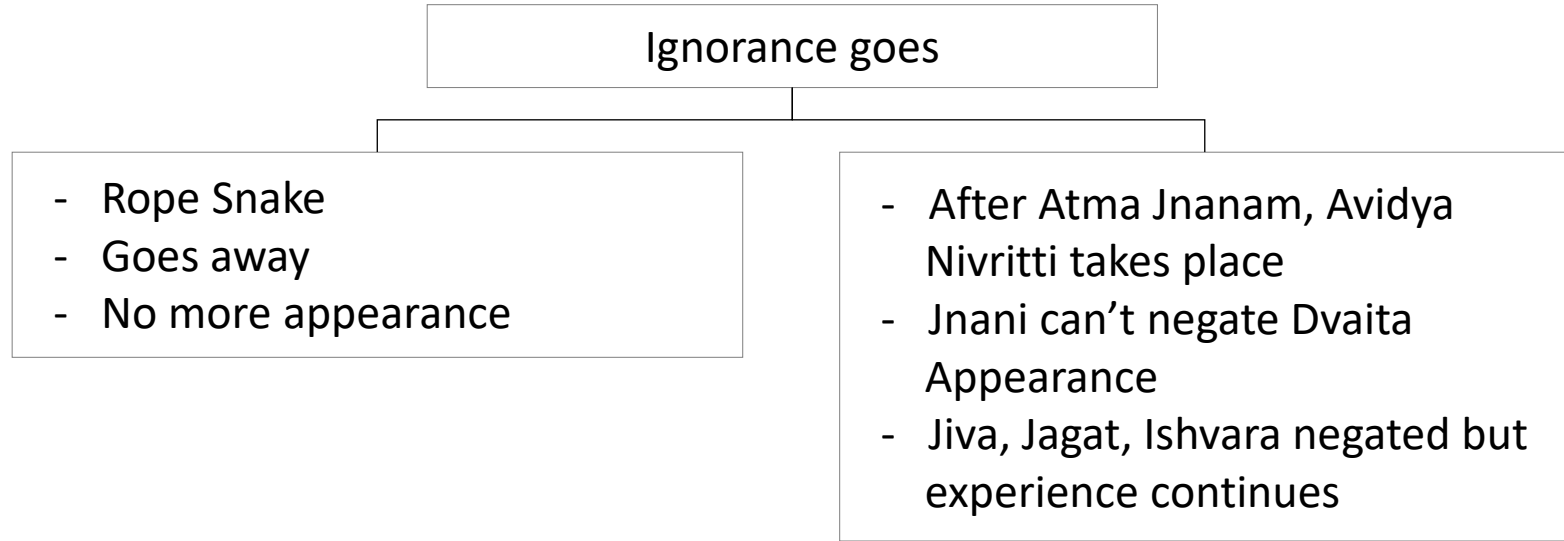 Ignorance goes
- Rope Snake
- Goes away
- No more appearance
- After Atma Jnanam, Avidya
Nivritti takes place
- Jnani can’t negate Dvaita
Appearance
- Jiva, Jagat, Ishvara negated but
experience continues